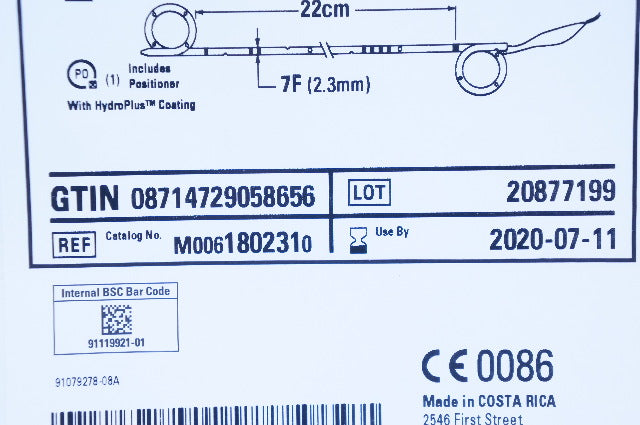 22cm
PO (1) Includes
Positioner
7F (2.3mm)
With HydroPlus™ Coating
GTIN 08714729058656
LOT 20877199
REF Catalog No. M0061802310
Use By 2020-07-11
Internal BSC Bar Code
91119921-01
91079278-08A
CE 0086
Made in COSTA RICA
2546 First Street